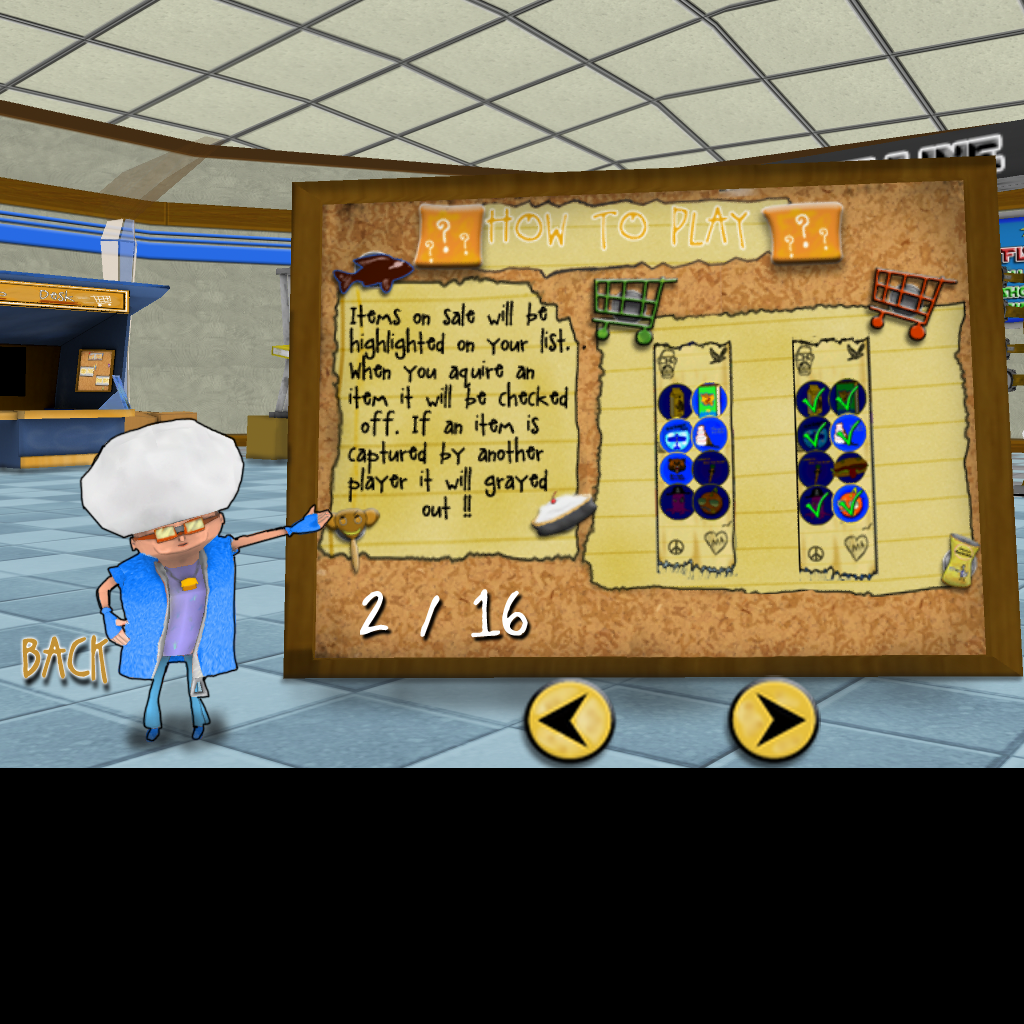 HOW TO PLAY
? ? ?
? ? ?
Desk
Items on sale will be
highlighted on your list. .
When you aquire an
item it will be checked
off. If an item is
captured by another
player it will grayed
out !!
2 / 16
BACK